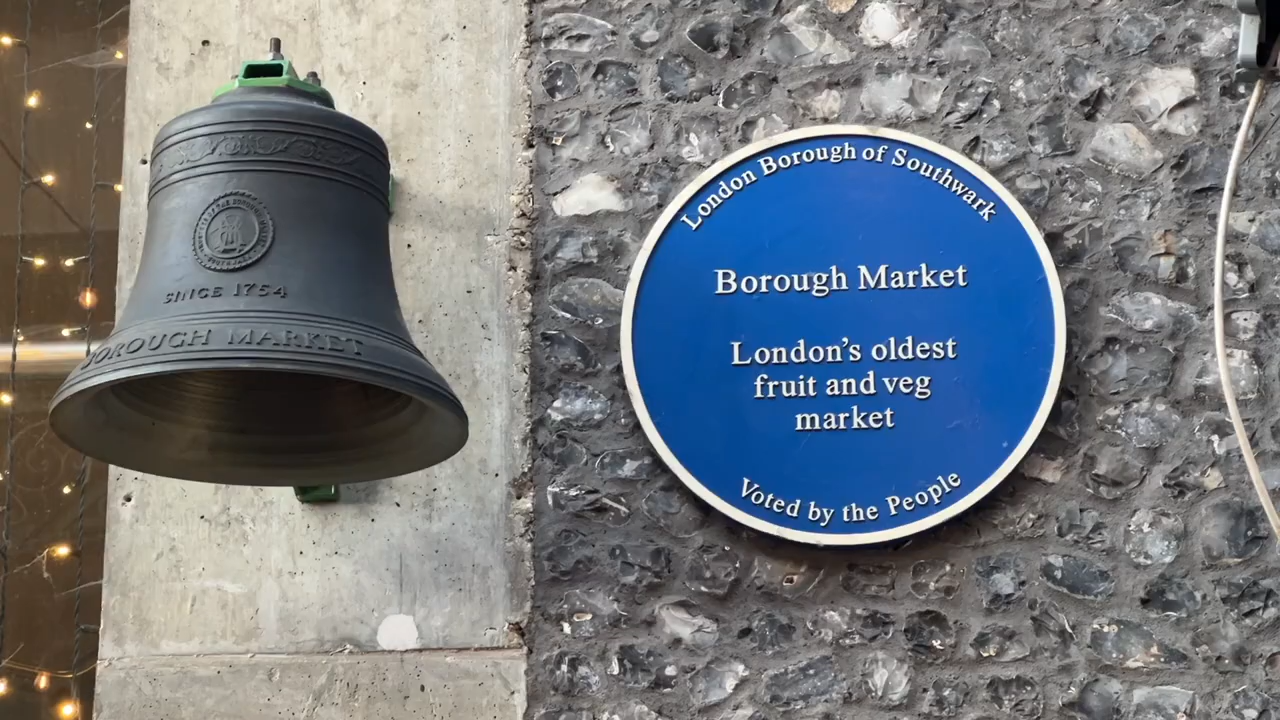 SINCE 1754
BOROUGH MARKET
London Borough of Southwark
Borough Market
London's oldest
fruit and veg
market
Voted by the People